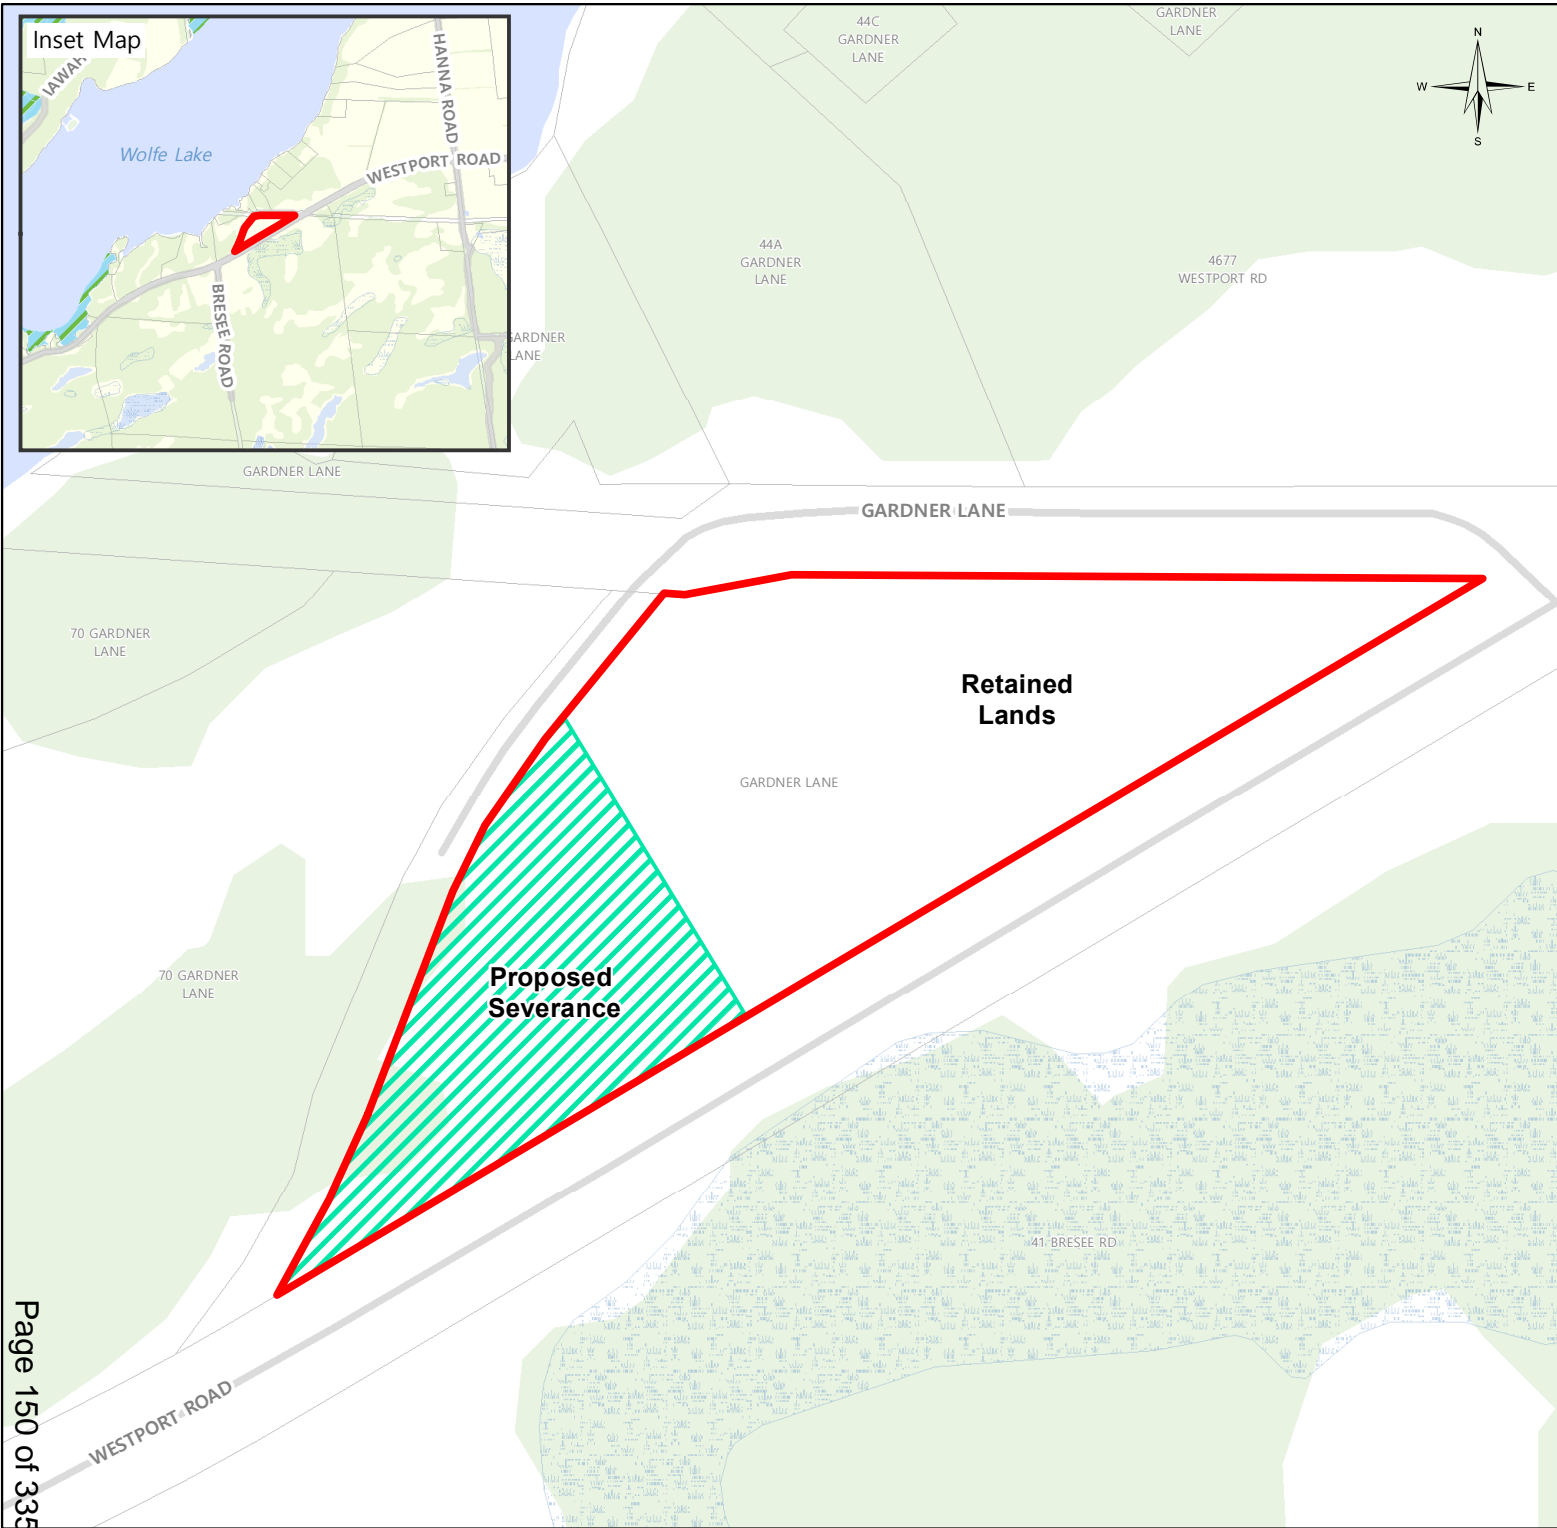 Inset Map
IAWAH
HANNA ROAD
Wolfe Lake
WESTPORT ROAD
BRESEE ROAD
44C
GARDNER
LANE
GARDNER
LANE
N
W
E
S
44A
GARDNER
LANE
4677
WESTPORT RD
GARDNER
LANE
GARDNER LANE
GARDNER LANE
70 GARDNER
LANE
Retained
Lands
GARDNER LANE
70 GARDNER
LANE
Proposed
Severance
41 BRESEE RD
WESTPORT ROAD
Page 150 of 335